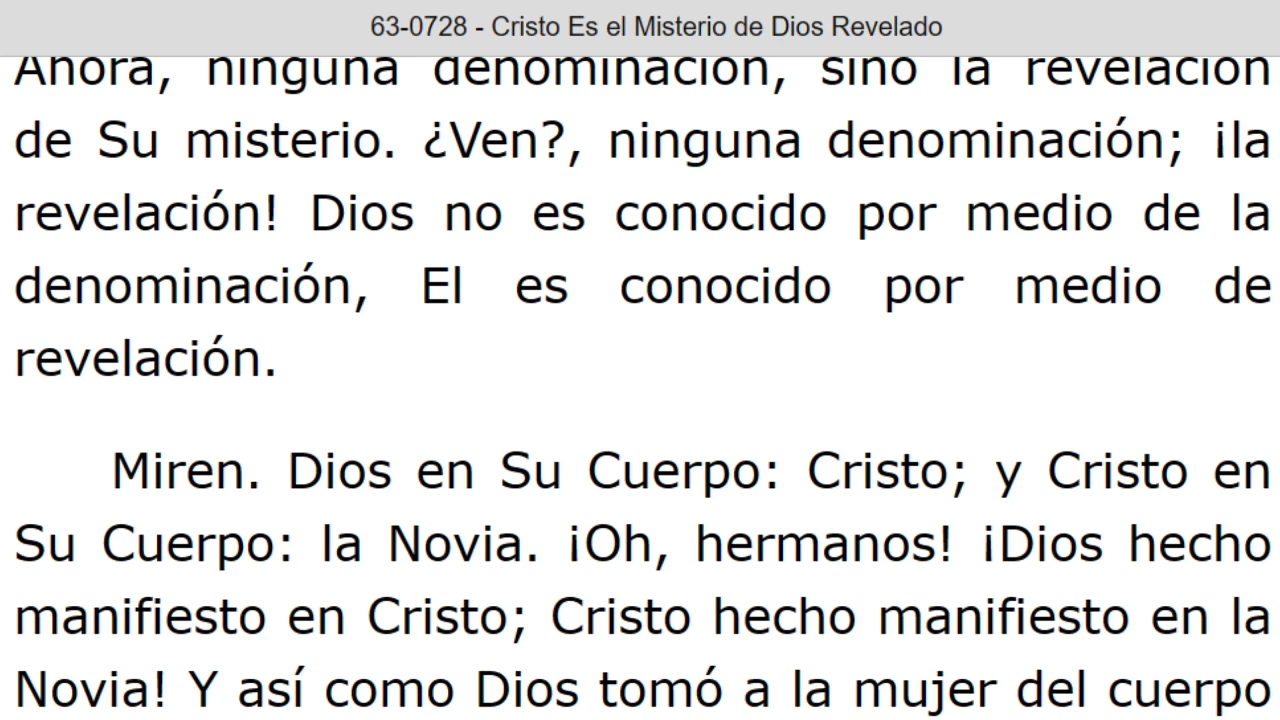 63-0728 - Cristo Es el Misterio de Dios Revelado
Ahora, ninguna denominación, sino la revelación
de Su misterio. ¿Ven?, ninguna denominación; ¡la
revelación! Dios no es conocido por medio de la
denominación, El es conocido por medio de
revelación.
Miren. Dios en Su Cuerpo: Cristo; y Cristo en
Su Cuerpo: la Novia. ¡Oh, hermanos! ¡Dios hecho
manifiesto en Cristo; Cristo hecho manifiesto en la
Novia! Y así como Dios tomó a la mujer del cuerpo